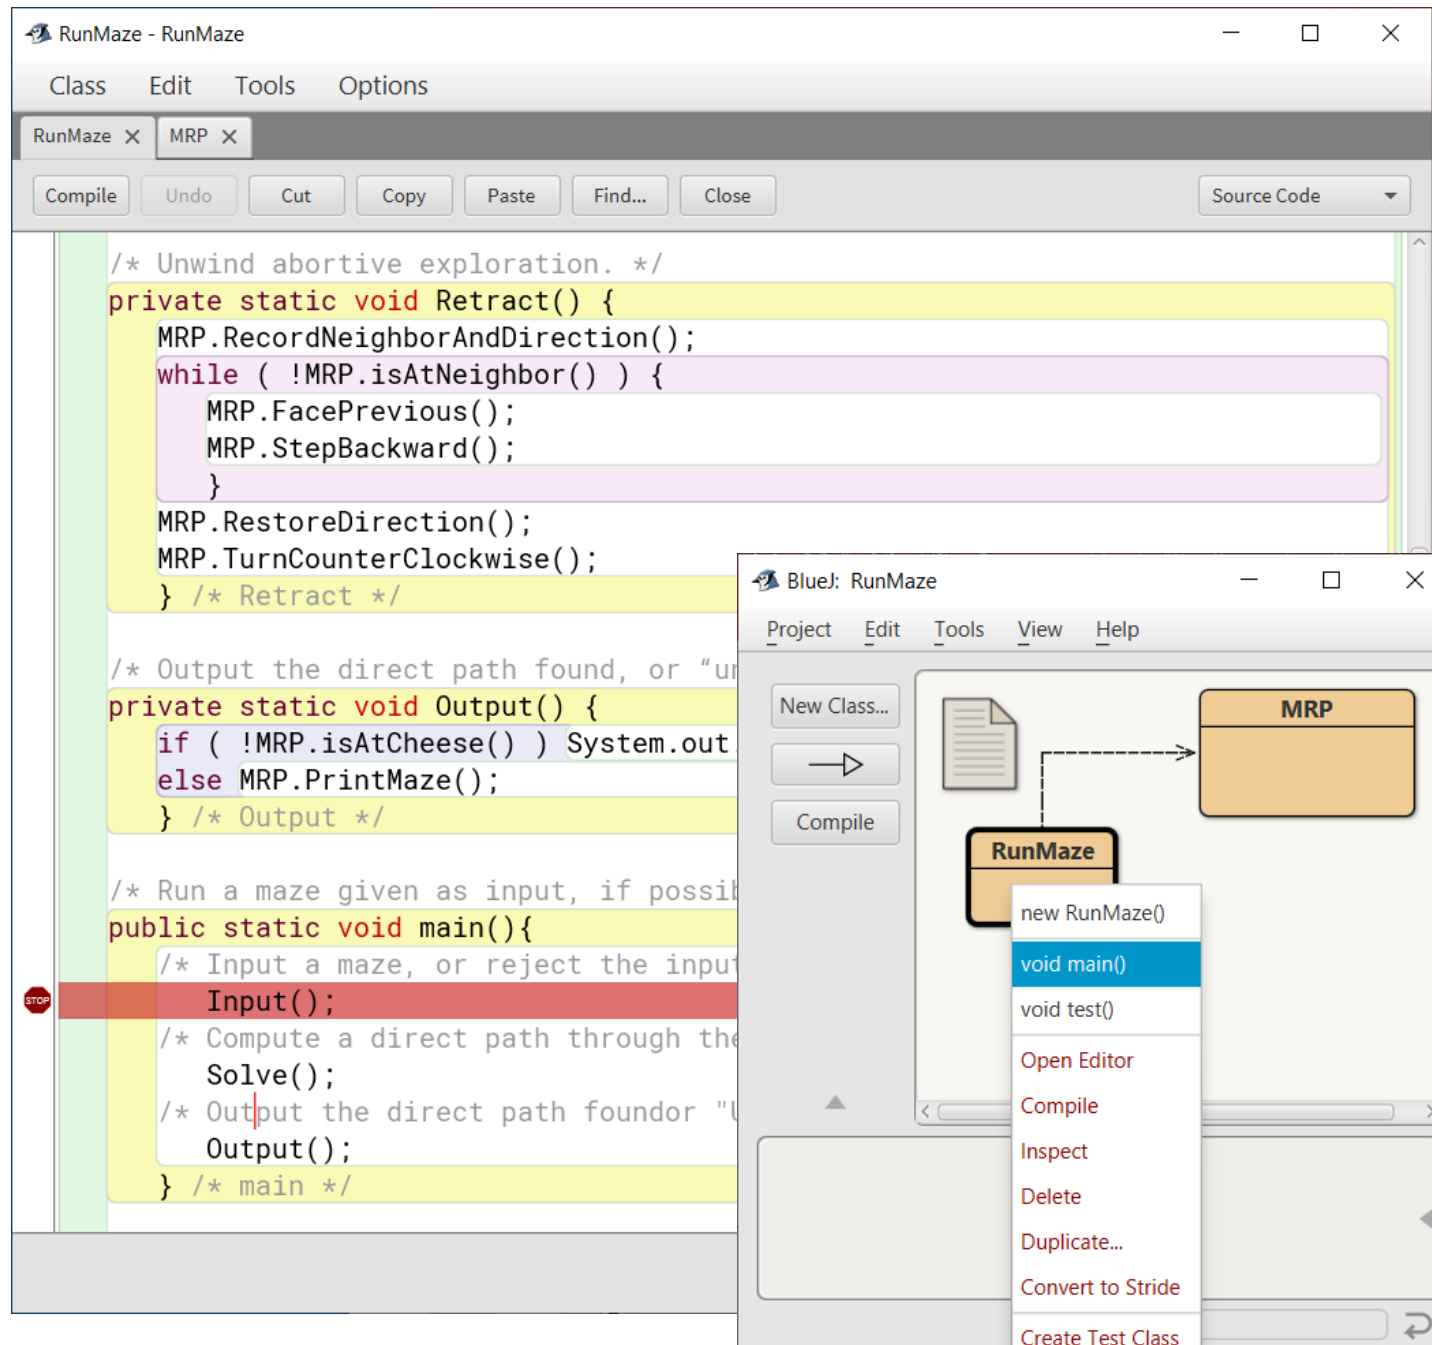 RunMaze - RunMaze
Class Edit Tools Options
RunMaze MRP
Compile Undo Cut Copy Paste Find... Close Source Code
/* Unwind abortive exploration. */
private static void Retract() {
MRP.RecordNeighborAndDirection();
while ( !MRP.isAtNeighbor() ) {
MRP.FacePrevious();
MRP.StepBackward();
}
MRP.RestoreDirection();
MRP.TurnCounterClockwise();
} /* Retract */
/* Output the direct path found, or
private static void Output() {
if ( !MRP.isAtCheese() ) System.out.
else MRP.PrintMaze();
} /* Output */
/* Run a maze given as input, if
public static void main(){
/* Input a maze, or reject the input
STOP
Input();
/* Compute a direct path through the
Solve();
/* Output the direct path foundor
Output();
} /* main */
BlueJ: RunMaze
Project Edit Tools View Help
New Class...
Compile
MRP
RunMaze
new RunMaze()
void main()
void test()
Open Editor
Compile
Inspect
Delete
Duplicate...
Convert to Stride
Create Test Class